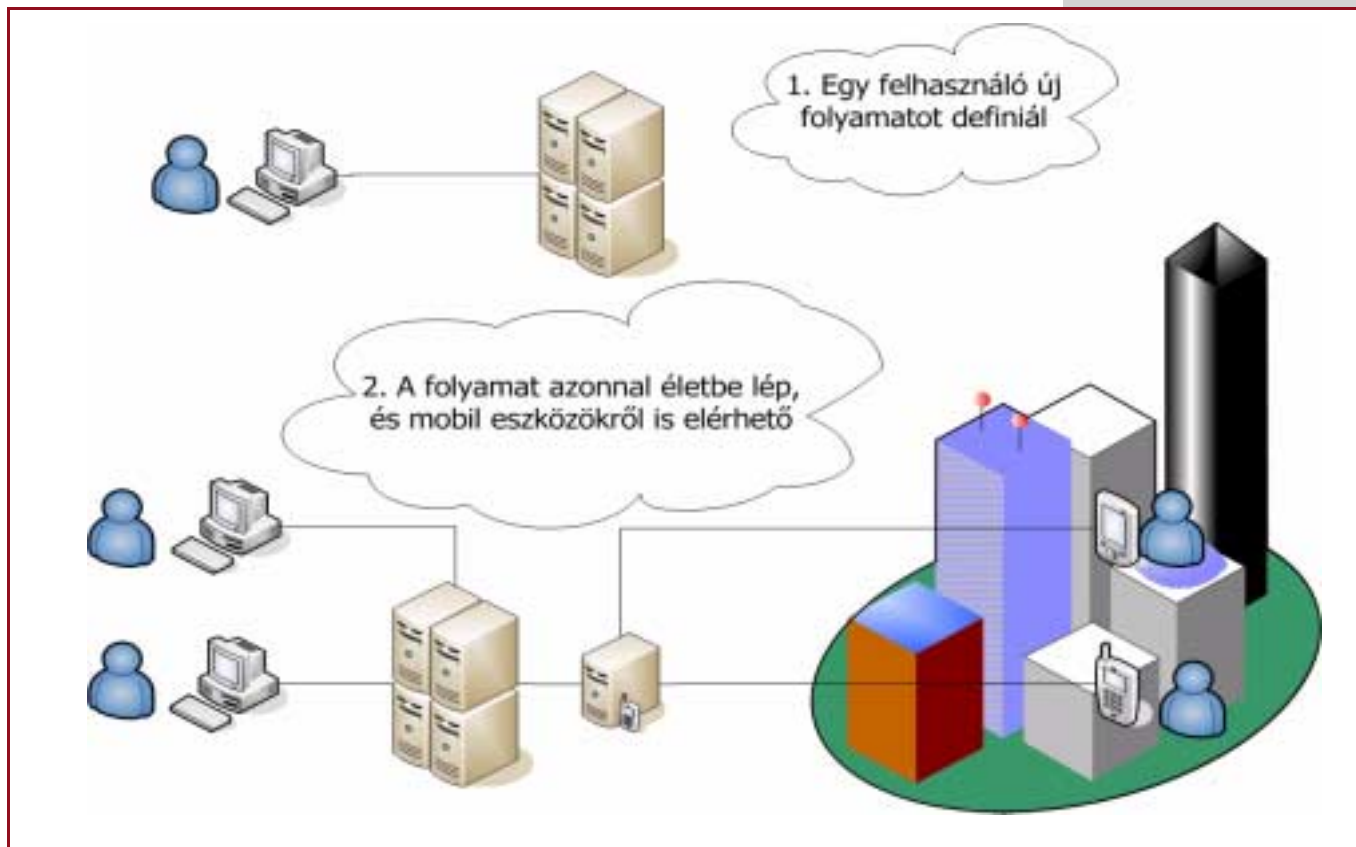 1. Egy felhasználó új
folyamatot definiál
2. A folyamat azonnal életbe lép,
és mobil eszközökről is elérhető